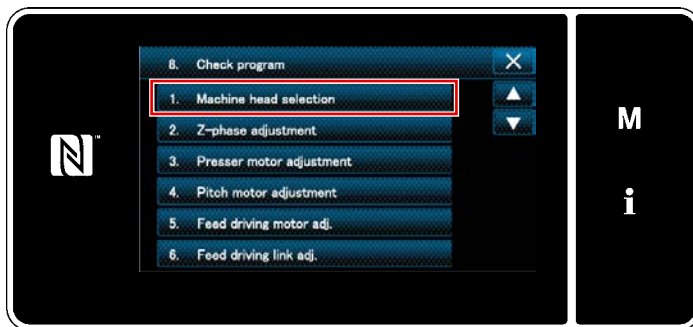 8. Check program
1. Machine head selection
2. Z-phase adjustment
3. Presser motor adjustment
4. Pitch motor adjustment
5. Feed driving motor adj.
6. Feed driving link adj.
N
M
i